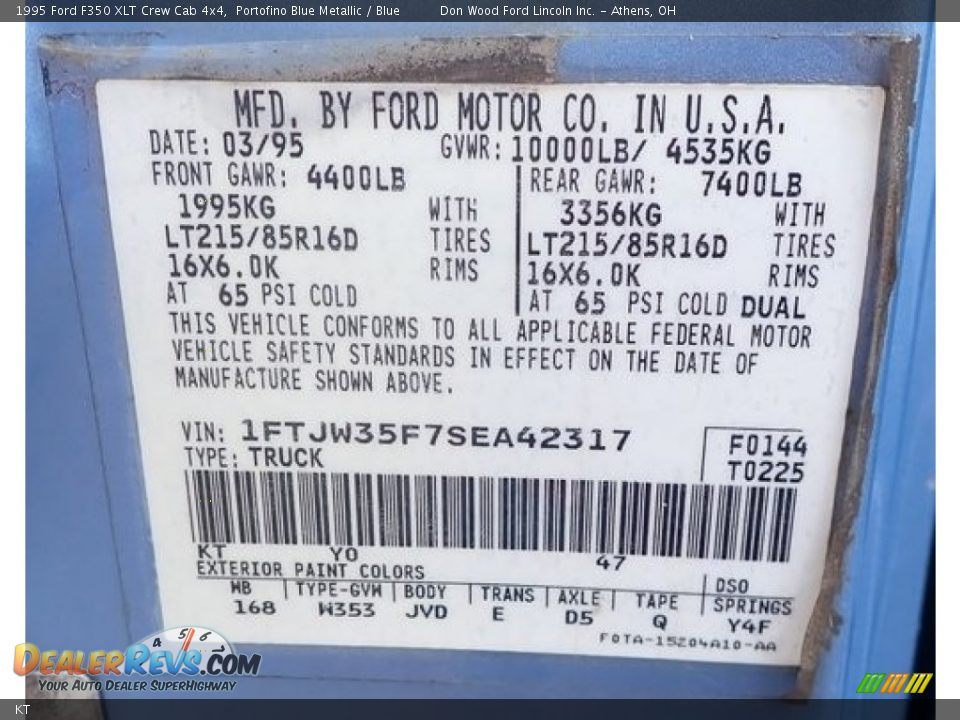 1995 Ford F350 XLT Crew Cab 4x4, Portofino Blue Metallic / Blue Don Wood Ford Lincoln Inc. - Athens, OH
MFD. BY FORD MOTOR CO. IN U.S.A.
DATE: 03/95 GVWR: 10000LB/ 4535KG
FRONT GAWR: 4400LB REAR GAWR: 7400LB
1995KG WITH 3356KG WITH
LT215/85R16D TIRES LT215/85R16D TIRES
16X6.0K RIMS 16X6.0K RIMS
AT 65 PSI COLD AT 65 PSI COLD DUAL
THIS VEHICLE CONFORMS TO ALL APPLICABLE FEDERAL MOTOR
VEHICLE SAFETY STANDARDS IN EFFECT ON THE DATE OF
MANUFACTURE SHOWN ABOVE.
VIN: 1FTJW35F7SEA42317 F0144
TYPE: TRUCK T0225
KT YO 47
EXTERIOR PAINT COLORS DSO
WB TYPE-GVW BODY TRANS AXLE TAPE SPRINGS
168 W353 JVD E D5 Q Y4F
F0TA-15204A10-AA
4 5 6
DEALERREVS.COM
YOUR AUTO DEALER SUPERHIGHWAY
KT